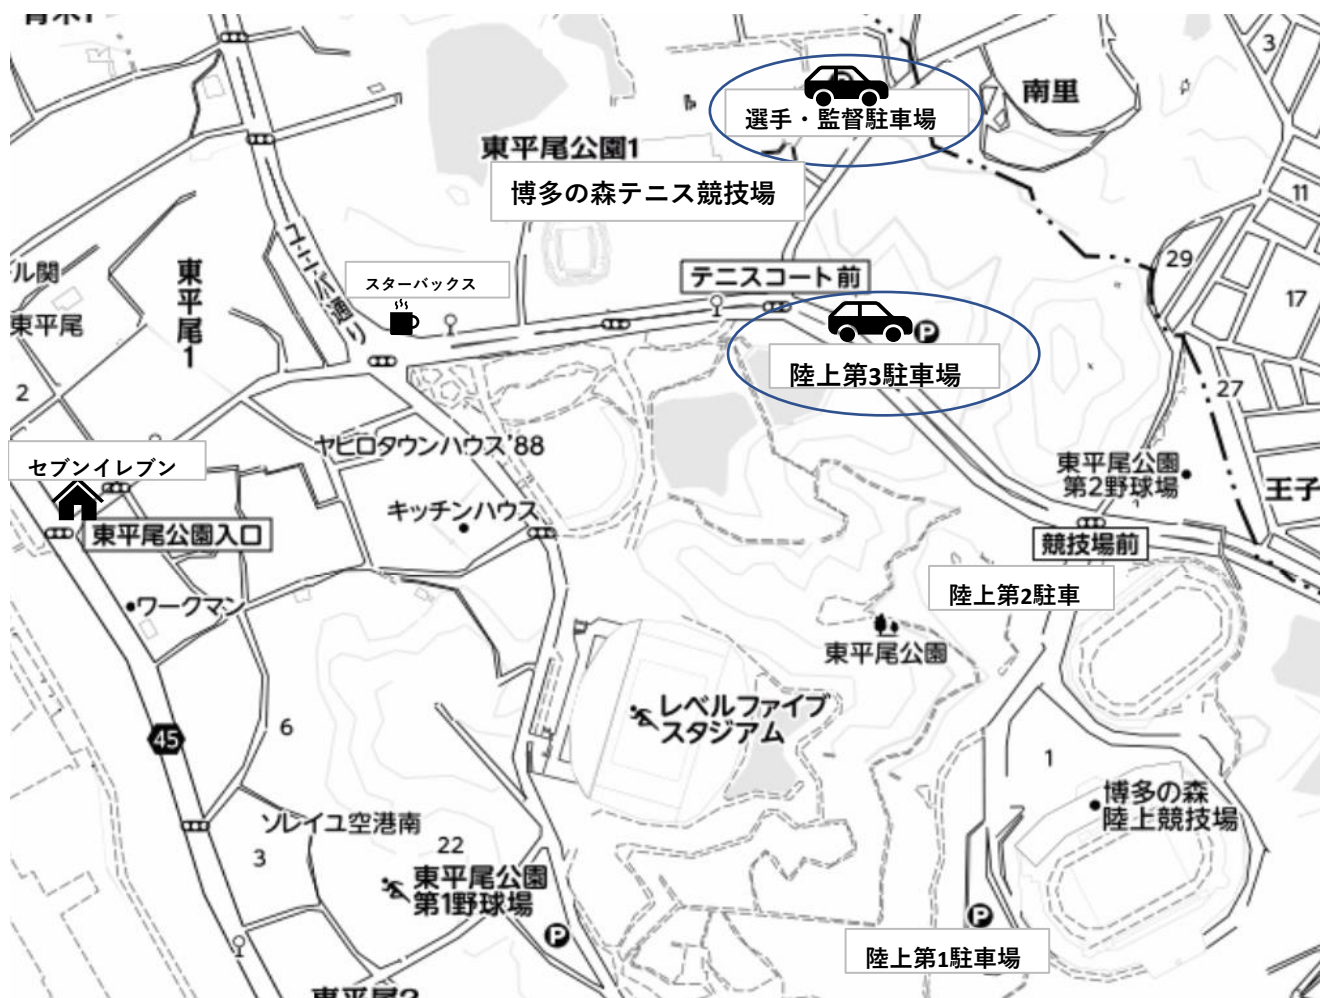 3
南里
選手・監督駐車場
東平尾公園1
博多の森テニス競技場
11
ル関
東平尾
東平尾1
ユニバ通り
スターバックス
テニスコート前
29
17
P
陸上第3駐車場
2
27
ヤヒロタウンハウス'88
セブンイレブン
東平尾公園
第2野球場
王子
キッチンハウス
東平尾公園入口
競技場前
ワークマン
陸上第2駐車
東平尾公園
6
レベルファイブ
スタジアム
45
1
博多の森
陸上競技場
ソレイユ空港南
3
22
東平尾公園
第1野球場
P
P
陸上第1駐車場
東平尾2